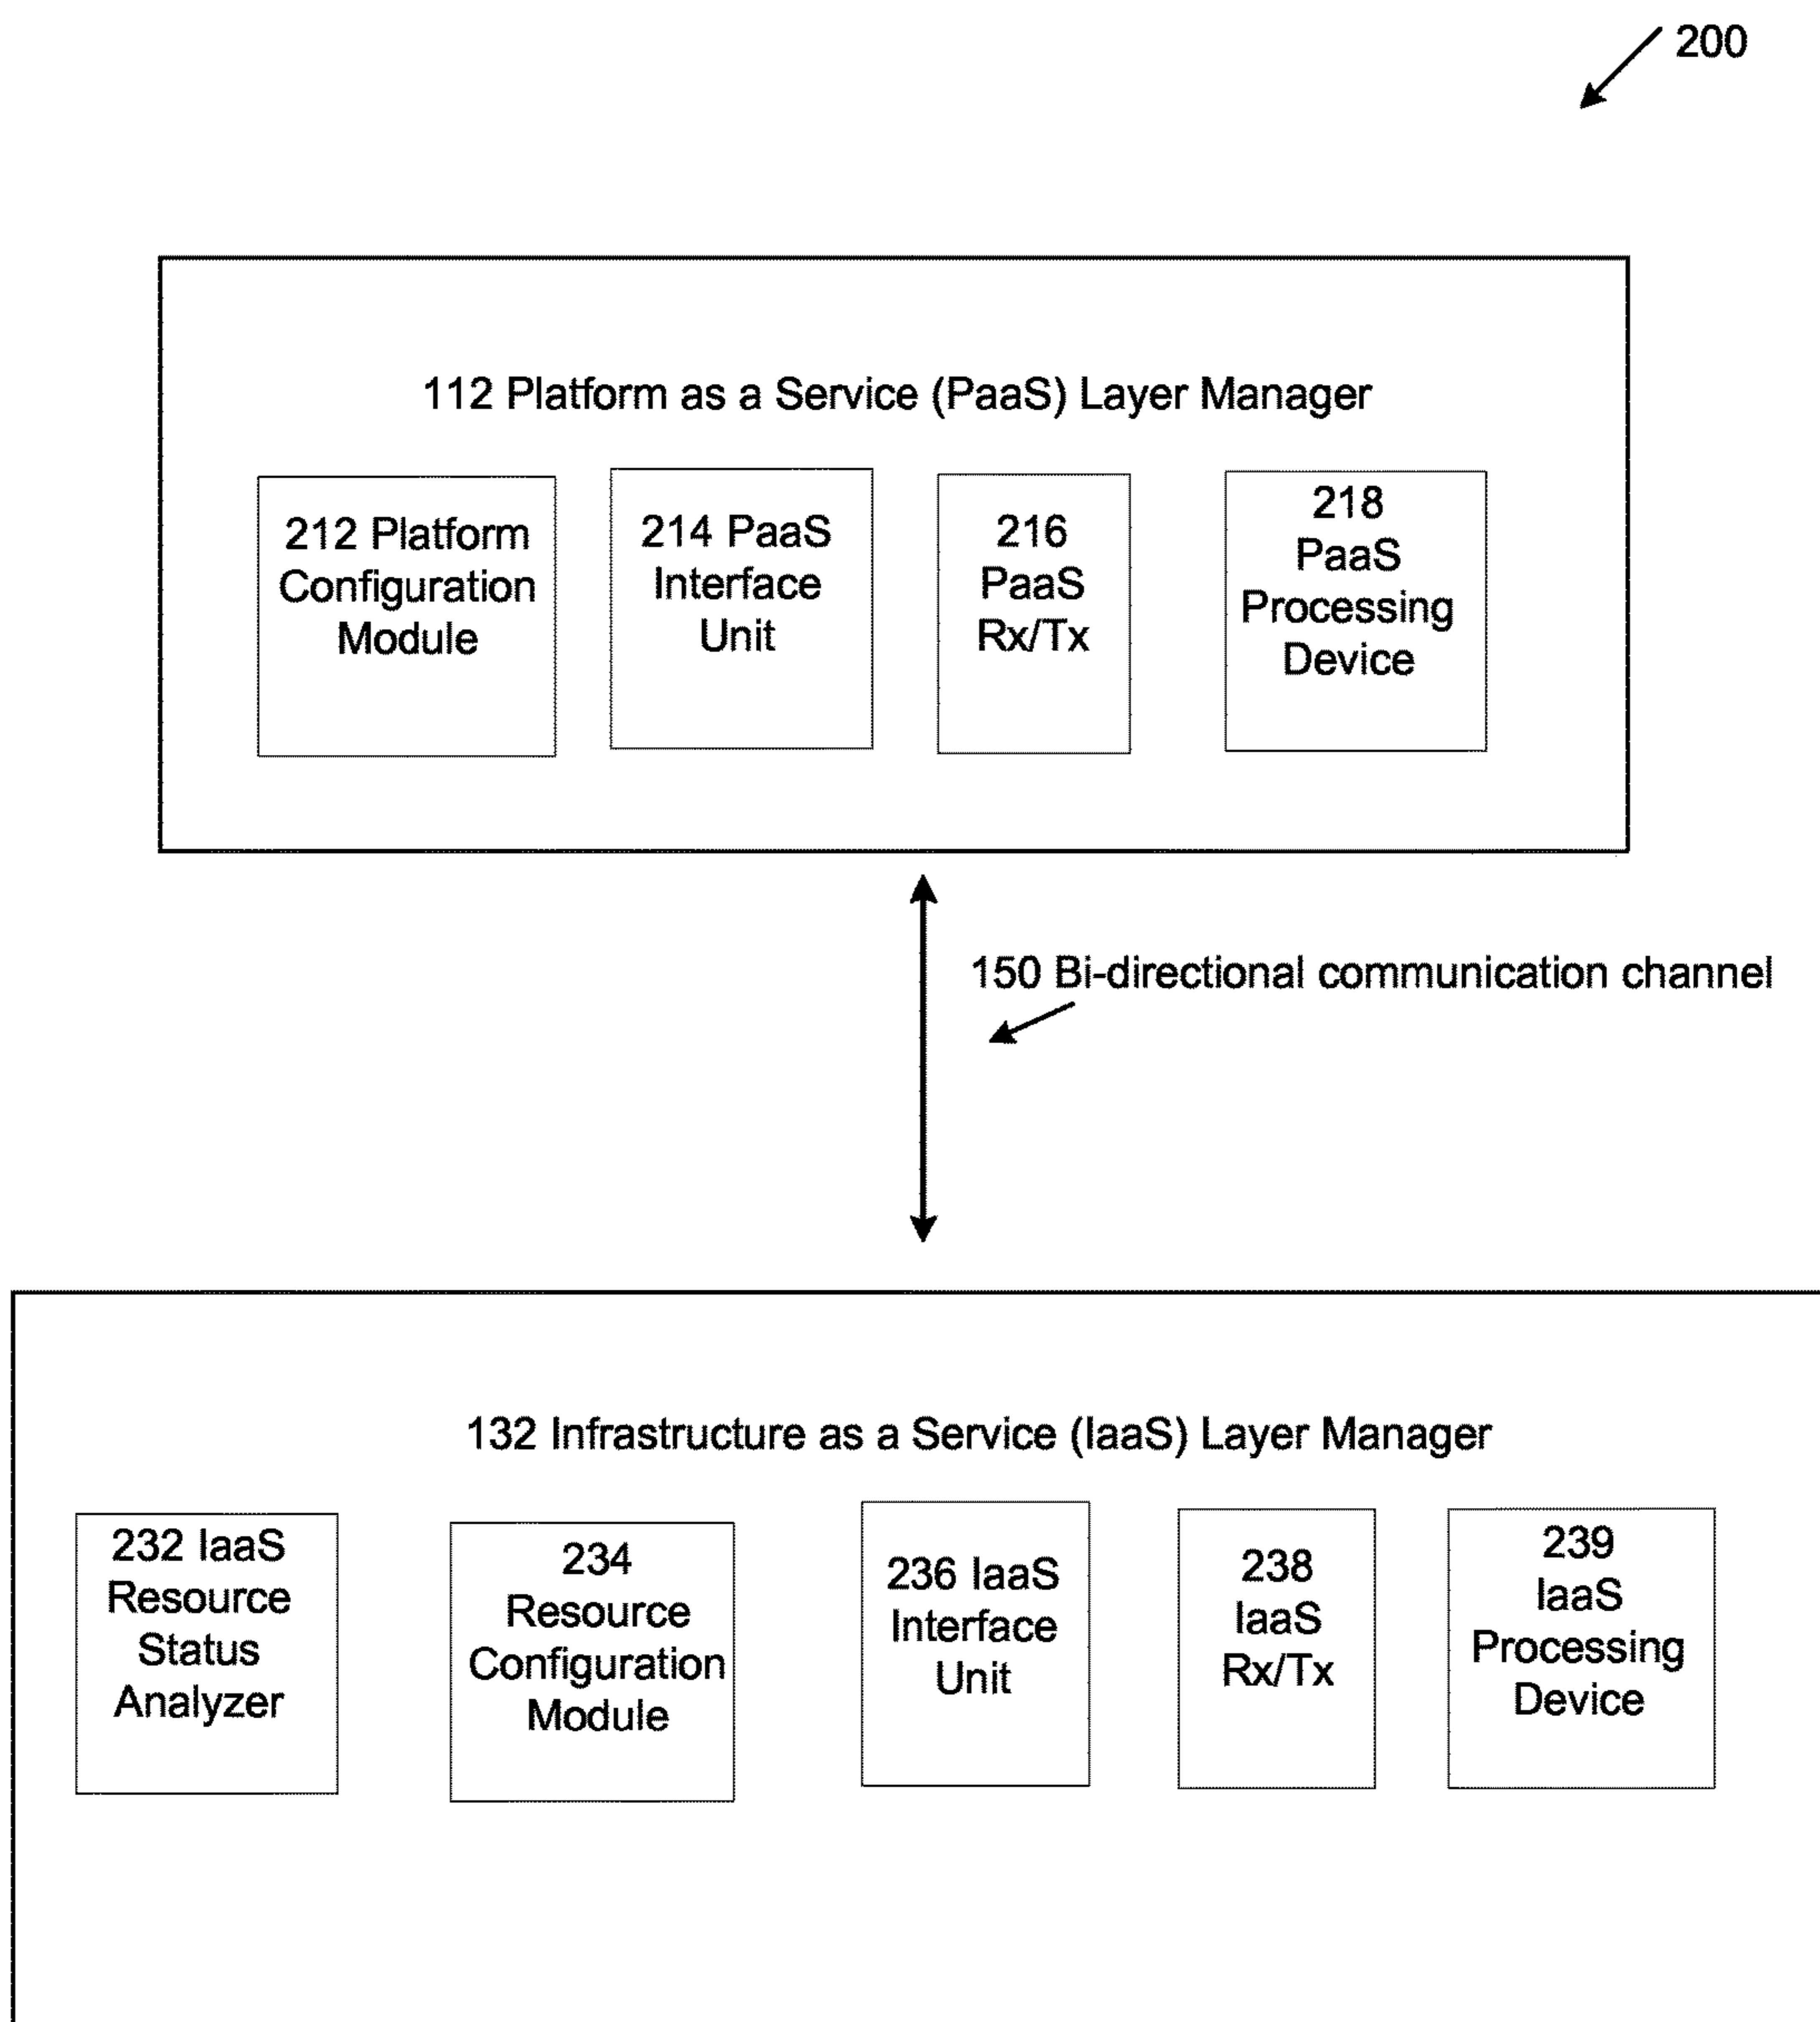 200
112 Platform as a Service (PaaS) Layer Manager
212 Platform
Configuration
Module
214 PaaS
Interface
Unit
216
PaaS
Rx/Tx
218
PaaS
Processing
Device
150 Bi-directional communication channel
132 Infrastructure as a Service (IaaS) Layer Manager
232 IaaS
Resource
Status
Analyzer
234
Resource
Configuration
Module
236 IaaS
Interface
Unit
238
IaaS
Rx/Tx
239
IaaS
Processing
Device